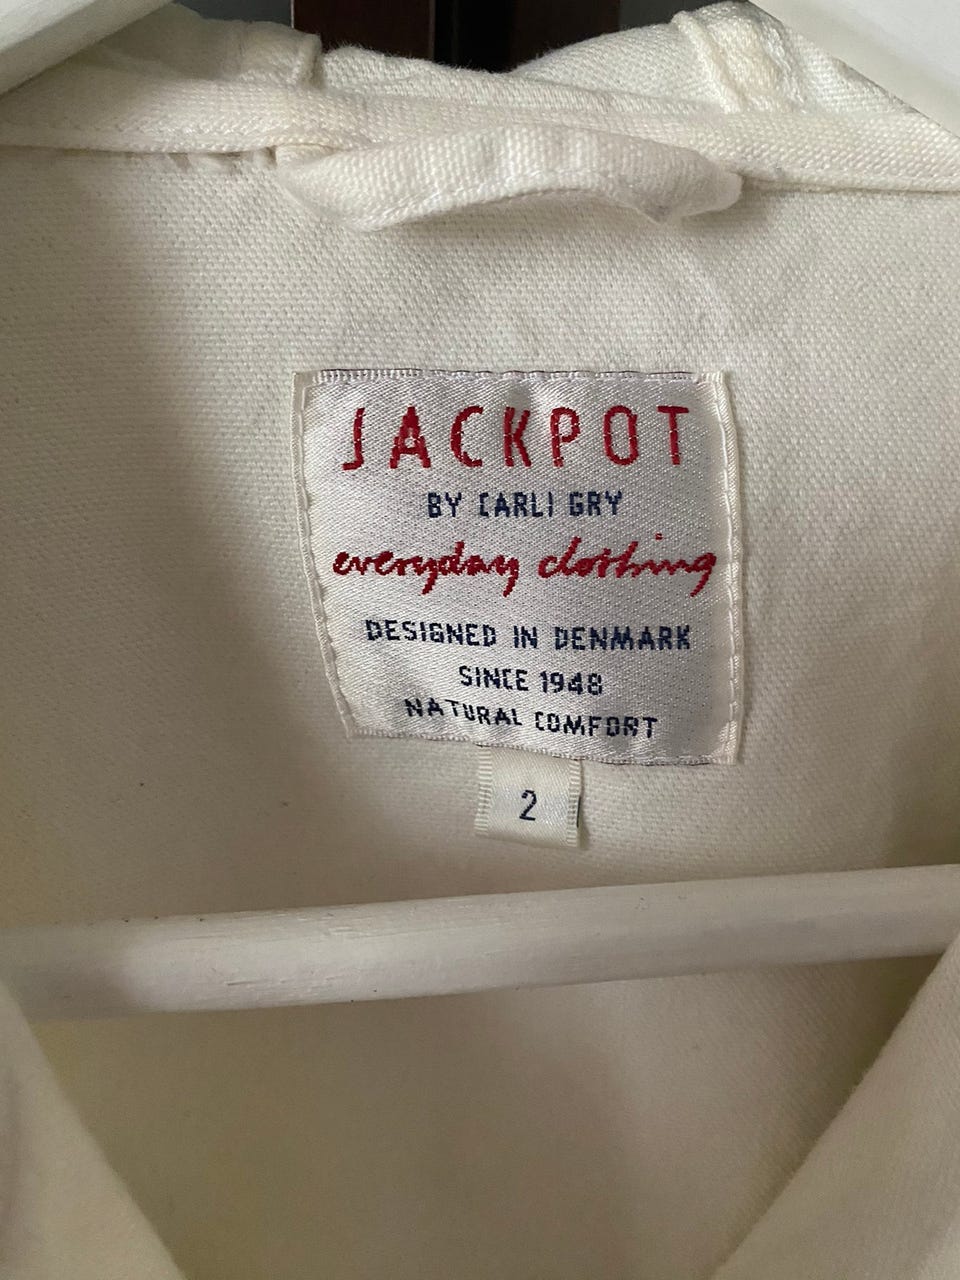 JACKPOT
BY CARLI GRY
everyday clothing
DESIGNED IN DENMARK
SINCE 1948
NATURAL COMFORT
2